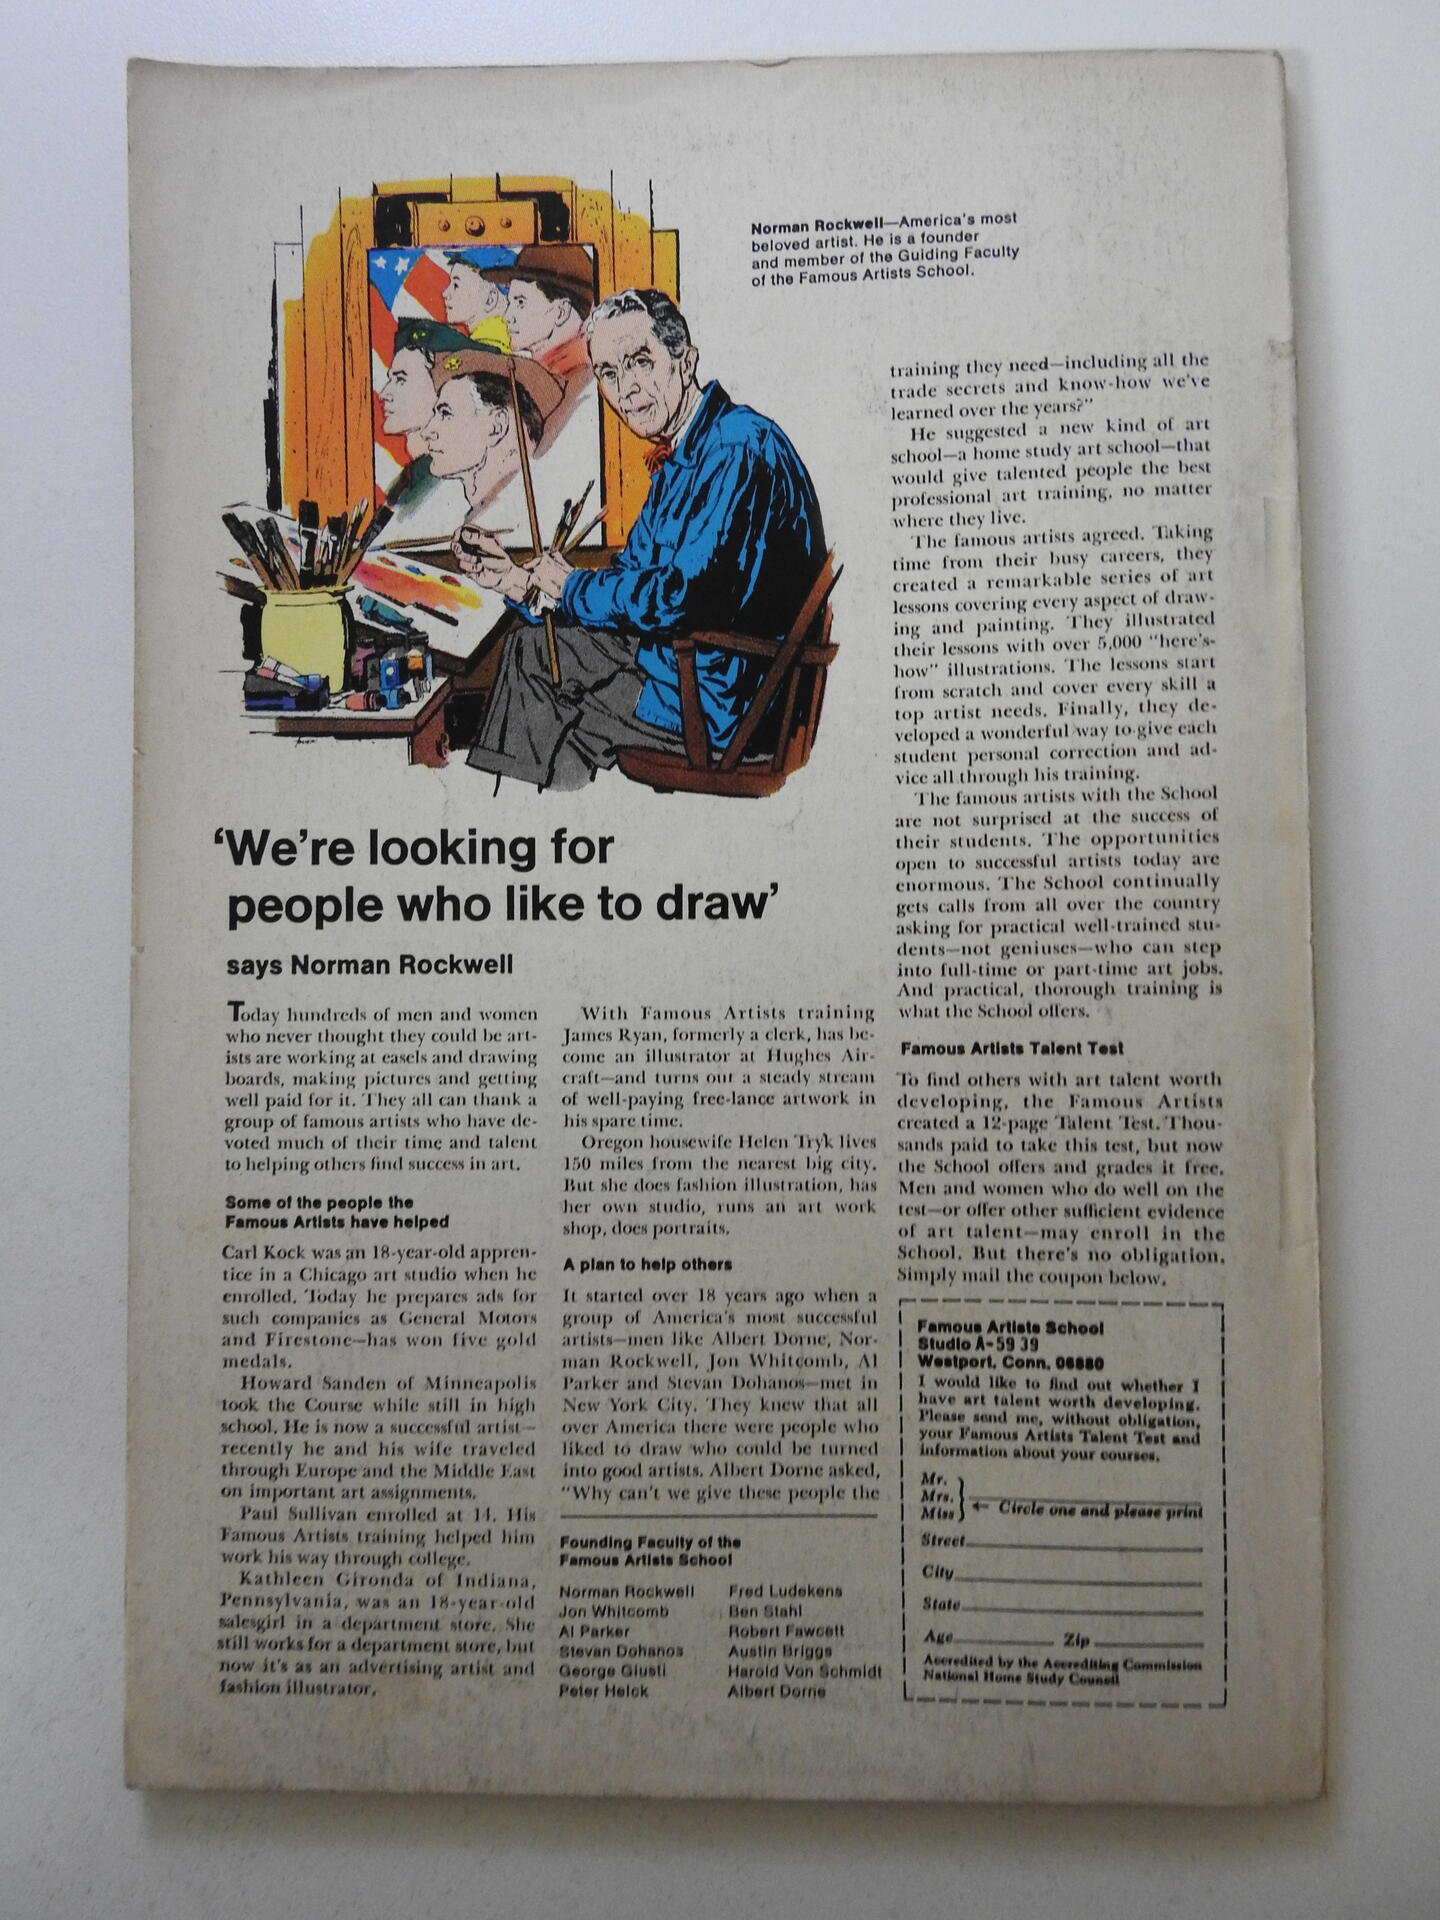 Norman Rockwell—America's most
beloved artist. He is a founder
and member of the Guiding Faculty
of the Famous Artists School.
'We're looking for
people who like to draw'
says Norman Rockwell
Today hundreds of men and women
who never thought they could be art-
ists are working at easels and drawing
boards, making pictures and getting
well paid for it. They all can thank a
group of famous artists who have de-
voted much of their time and talent
to helping others find success in art.
Some of the people the
Famous Artists have helped
Carl Kock was an 18-year-old appren-
tice in a Chicago art studio when he
enrolled. Today he prepares ads for
such companies as General Motors
and Firestone—has won five gold
medals.
Howard Sanden of Minneapolis
took the Course while still in high
school. He is now a successful artist—
recently he and his wife traveled
through Europe and the Middle East
on important art assignments.
Paul Sullivan enrolled at 14. His
Famous Artists training helped him
work his way through college.
Kathleen Gironda of Indiana,
Pennsylvania, was an 18-year-old
salesgirl in a department store. She
still works for a department store, but
now it's as an advertising artist and
fashion illustrator.
With Famous Artists training
James Ryan, formerly a clerk, has be-
come an illustrator at Hughes Air-
craft—and turns out a steady stream
of well-paying free-lance artwork in
his spare time.
Oregon housewife Helen Tryk lives
150 miles from the nearest big city.
But she does fashion illustration, has
her own studio, runs an art work
shop, does portraits.
A plan to help others
It started over 18 years ago when a
group of America's most successful
artists—men like Albert Dorne, Nor-
man Rockwell, Jon Whitcomb, Al
Parker and Stevan Dohanos—met in
New York City. They knew that all
over America there were people who
liked to draw who could be turned
into good artists. Albert Dorne asked,
"Why can't we give these people the
Founding Faculty of the
Famous Artists School
Norman Rockwell
Jon Whitcomb
Al Parker
Stevan Dohanos
George Giusti
Peter Helck
Fred Ludekens
Ben Stahl
Robert Fawcett
Austin Briggs
Harold Von Schmidt
Albert Dorne
training they need—including all the
trade secrets and know-how we've
learned over the years?"
He suggested a new kind of art
school—a home study art school—that
would give talented people the best
professional art training, no matter
where they live.
The famous artists agreed. Taking
time from their busy careers, they
created a remarkable series of art
lessons covering every aspect of draw-
ing and painting. They illustrated
their lessons with over 5,000 "here's-
how" illustrations. The lessons start
from scratch and cover every skill a
top artist needs. Finally, they de-
veloped a wonderful way to give each
student personal correction and ad-
vice all through his training.
The famous artists with the School
are not surprised at the success of
their students. The opportunities
open to successful artists today are
enormous. The School continually
gets calls from all over the country
asking for practical well-trained stu-
dents—not geniuses—who can step
into full-time or part-time art jobs.
And practical, thorough training is
what the School offers.
Famous Artists Talent Test
To find others with art talent worth
developing, the Famous Artists
created a 12-page Talent Test. Thou-
sands paid to take this test, but now
the School offers and grades it free.
Men and women who do well on the
test—or offer other sufficient evidence
of art talent—may enroll in the
School. But there's no obligation.
Simply mail the coupon below.
Famous Artists School
Studio A-59 39
Westport, Conn. 06880
I would like to find out whether I
have art talent worth developing.
Please send me, without obligation,
your Famous Artists Talent Test and
information about your courses.
Mr.
Mrs.
Miss
← Circle one and please print
Street
City
State
Age Zip
Accredited by the Accrediting Commission
National Home Study Council